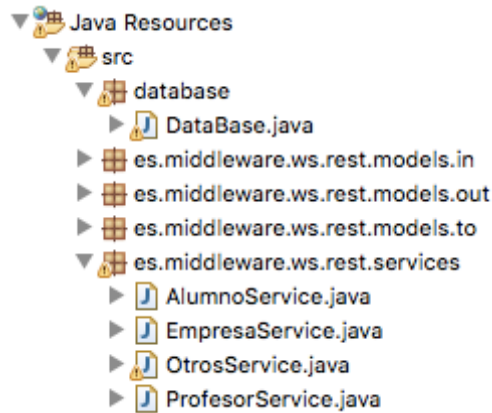 Java Resources
src
database
DataBase.java
es.middleware.ws.rest.models.in
es.middleware.ws.rest.models.out
es.middleware.ws.rest.models.to
es.middleware.ws.rest.services
AlumnoService.java
EmpresaService.java
OtrosService.java
ProfesorService.java